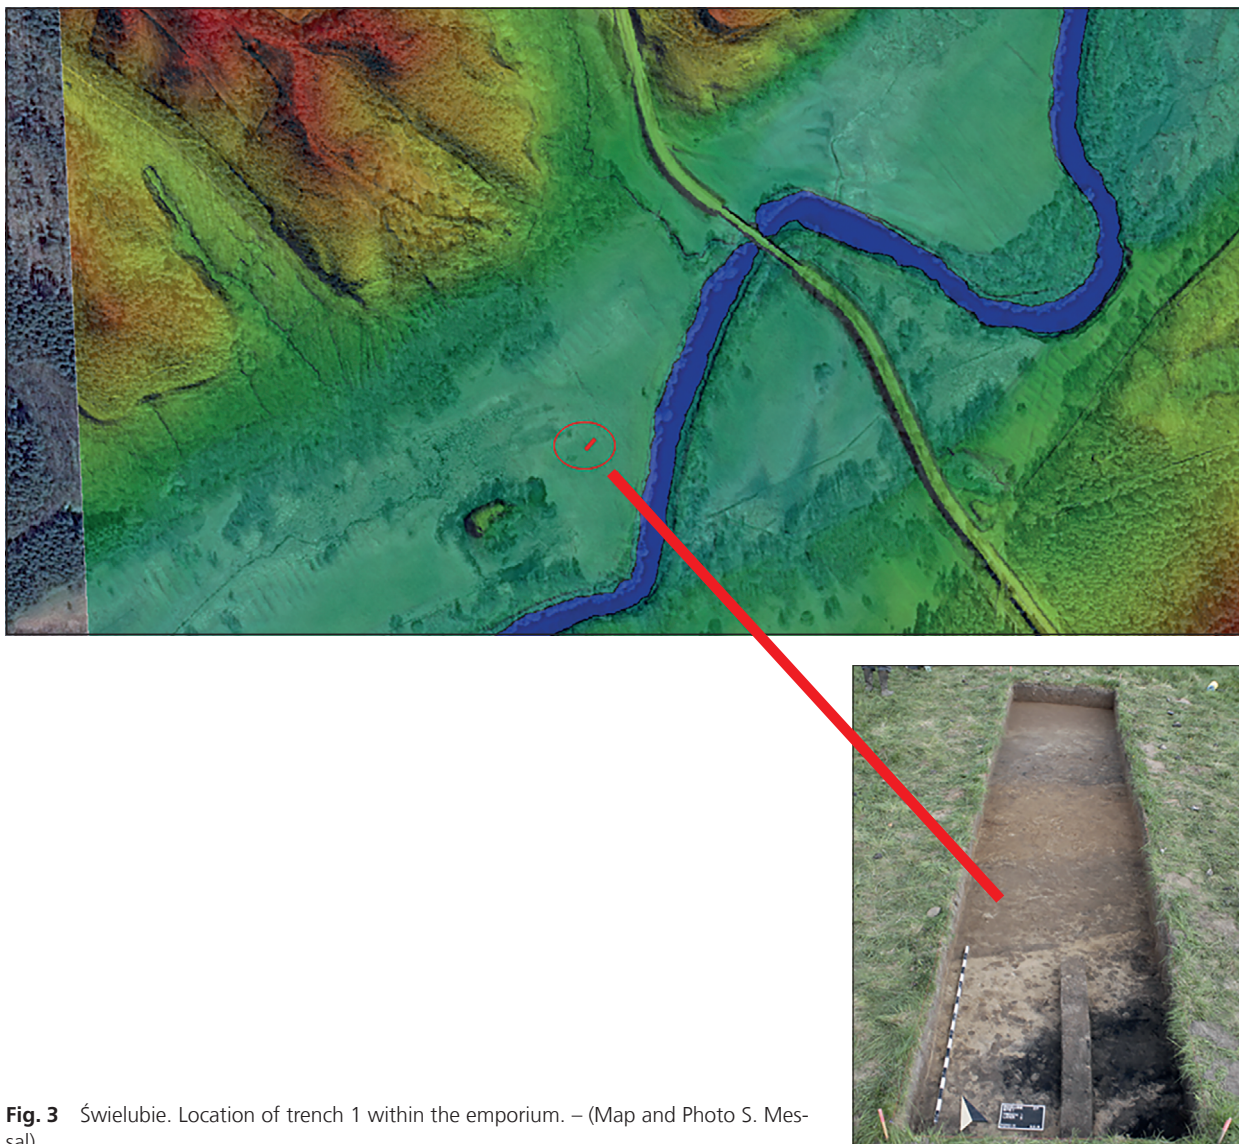 Fig. 3 Świelubie. Location of trench 1 within the emporium. – (Map and Photo S. Mes-
sal)